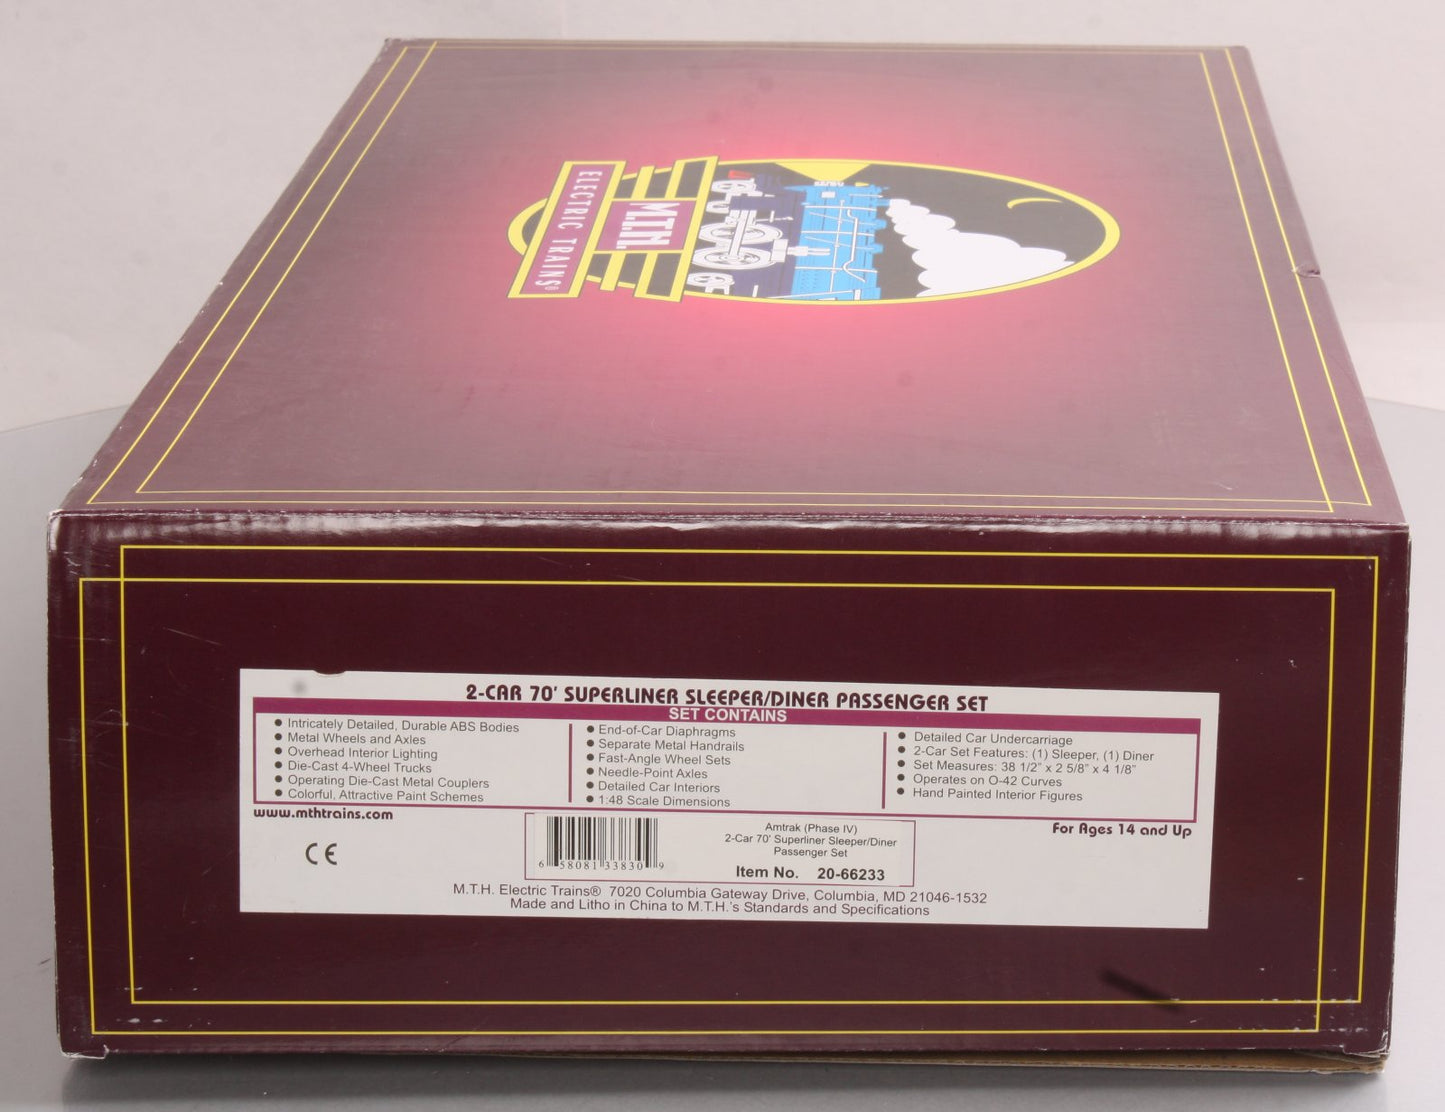 M.T.H.
ELECTRIC TRAINS®
2-CAR 70' SUPERLINER SLEEPER/DINER PASSENGER SET
SET CONTAINS
● Intricately Detailed, Durable ABS Bodies
● Metal Wheels and Axles
● Overhead Interior Lighting
● Die-Cast 4-Wheel Trucks
● Operating Die-Cast Metal Couplers
● Colorful, Attractive Paint Schemes
● End-of-Car Diaphragms
● Separate Metal Handrails
● Fast-Angle Wheel Sets
● Needle-Point Axles
● Detailed Car Interiors
● 1:48 Scale Dimensions
● Detailed Car Undercarriage
● 2-Car Set Features: (1) Sleeper, (1) Diner
● Set Measures: 38 1/2" x 2 5/8" x 4 1/8"
● Operates on O-42 Curves
● Hand Painted Interior Figures
www.mthtrains.com
For Ages 14 and Up
CE
6 58081 33830 9
Amtrak (Phase IV)
2-Car 70' Superliner Sleeper/Diner
Passenger Set
Item No. 20-66233
M.T.H. Electric Trains® 7020 Columbia Gateway Drive, Columbia, MD 21046-1532
Made and Litho in China to M.T.H.'s Standards and Specifications